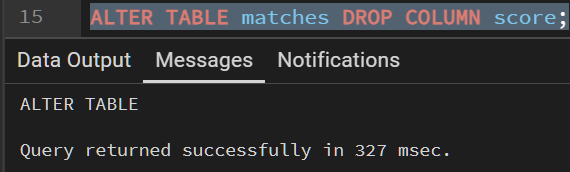 15 ALTER TABLE matches DROP COLUMN score;
Data Output Messages Notifications
ALTER TABLE
Query returned successfully in 327 msec.